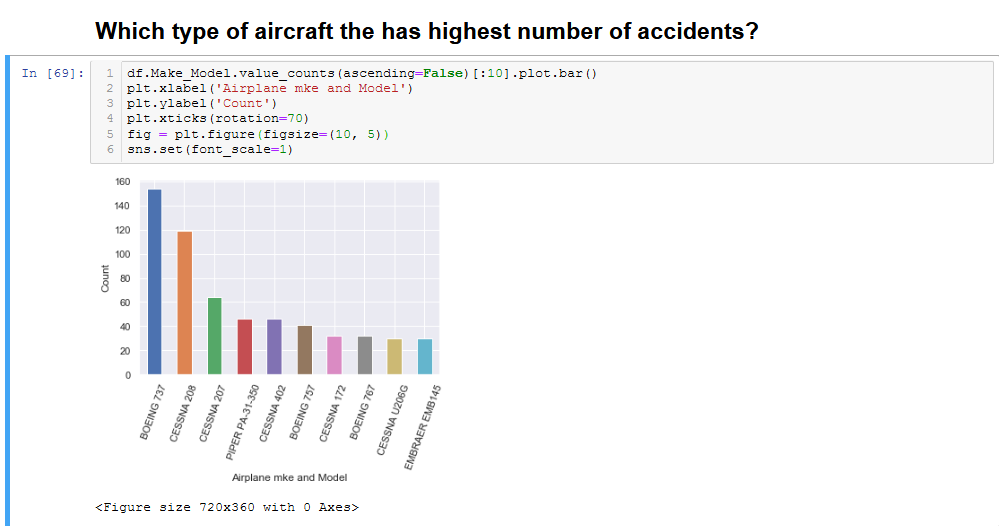 Which type of aircraft the has highest number of accidents?
In [69]:
1 df.Make_Model.value_counts(ascending=False)[:10].plot.bar()
2 plt.xlabel('Airplane mke and Model')
3 plt.ylabel('Count')
4 plt.xticks(rotation=70)
5 fig = plt.figure(figsize=(10, 5))
6 sns.set(font_scale=1)
160
140
120
100
80
60
40
20
0
Count
BOEING 737
CESSNA 208
CESSNA 207
PIPER PA-31-350
CESSNA 402
BOEING 757
CESSNA 172
BOEING 767
CESSNA U206G
EMBRAER EMB145
Airplane mke and Model
<Figure size 720x360 with 0 Axes>